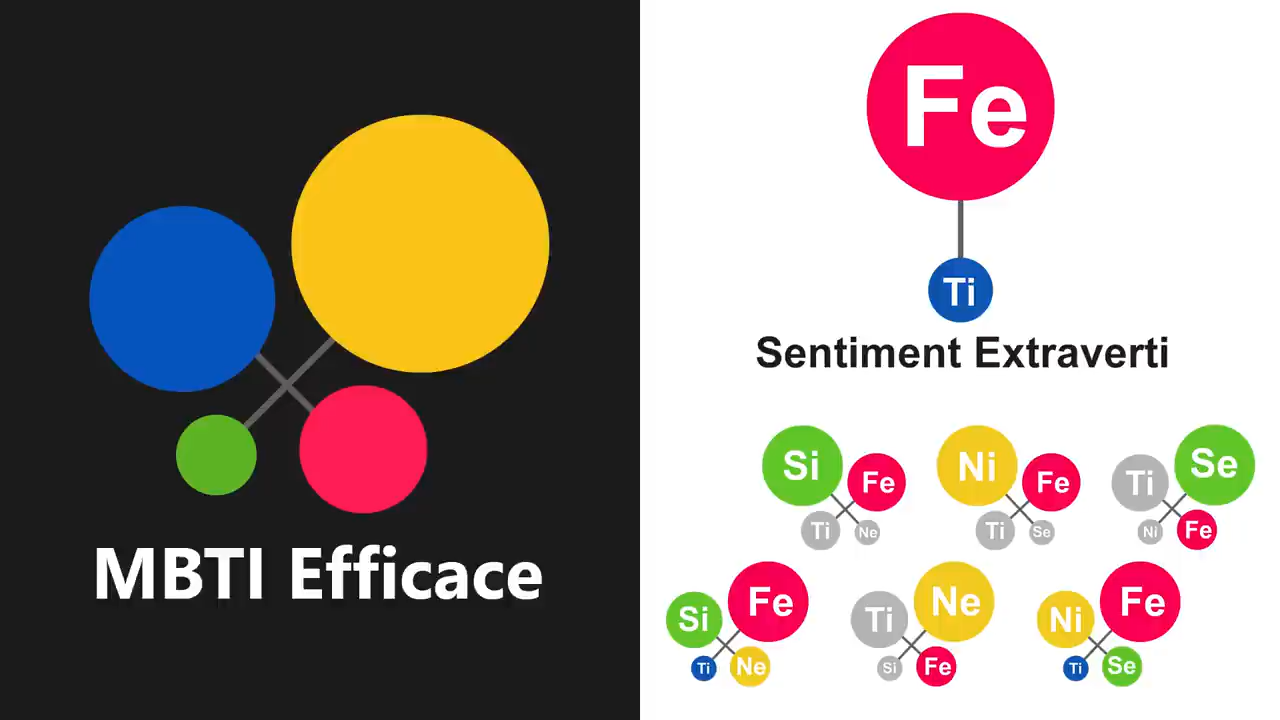 MBTI Efficace
Fe
Ti
Sentiment Extraverti
Si Fe
Ti Ne
Ni Fe
Ti Se
Ti Se
Ni Fe
Si Fe
Ti Ne
Ti Ne
Si Fe
Ni Fe
Ti Se